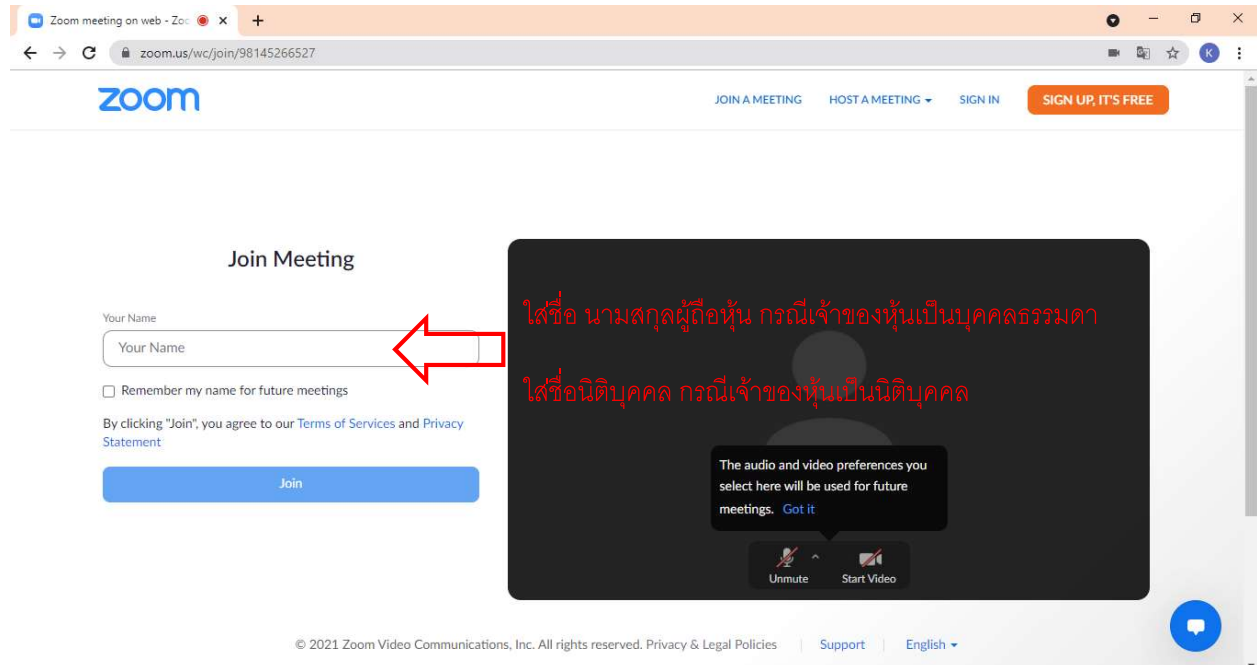 Zoom meeting on web - Zoo
zoom.us/wc/join/98145266527
K
zoom
JOIN A MEETING HOST A MEETING SIGN IN SIGN UP, IT'S FREE
Join Meeting
Your Name
Your Name
Remember my name for future meetings
By clicking "Join", you agree to our Terms of Services and Privacy
Statement
Join
ใส่ชื่อ นามสกุลผู้ถือหุ้น กรณีเจ้าของหุ้นเป็นบุคคลธรรมดา
ใส่ชื่อนิติบุคคล กรณีเจ้าของหุ้นเป็นนิติบุคคล
The audio and video preferences you
select here will be used for future
meetings. Got it
Unmute Start Video
© 2021 Zoom Video Communications, Inc. All rights reserved. Privacy & Legal Policies Support English